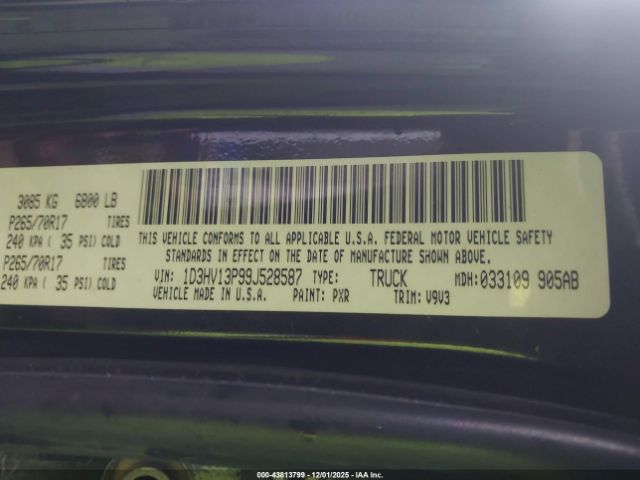 3085 KG 6800 LB
P265/70R17 TIRES
240 KPA ( 35 PSI) COLD
P265/70R17 TIRES
240 KPA ( 35 PSI) COLD
THIS VEHICLE CONFORMS TO ALL APPLICABLE U.S.A. FEDERAL MOTOR VEHICLE SAFETY
STANDARDS IN EFFECT ON THE DATE OF MANUFACTURE SHOWN ABOVE.
VIN: 1D3HV13P99J528587 TYPE: TRUCK MDH: 033109 905AB
VEHICLE MADE IN U.S.A. PAINT: PXR TRIM: V9V3
000-43813799 - 12/01/2025 - IAA Inc.